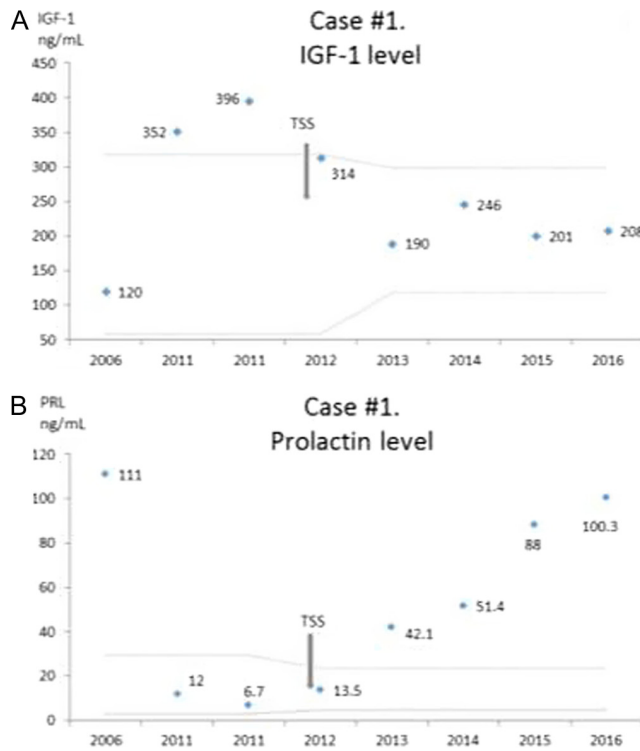 A
IGF-1
ng/mL
Case #1.
IGF-1 level
450
400
350
300
250
200
150
100
50
352
396
TSS
314
120
190
246
201
208
2006 2011 2011 2012 2013 2014 2015 2016
B
PRL
ng/mL
Case #1.
Prolactin level
120
100
80
60
40
20
0
111
12
6.7
TSS
13.5
42.1
51.4
88
100.3
2006 2011 2011 2012 2013 2014 2015 2016